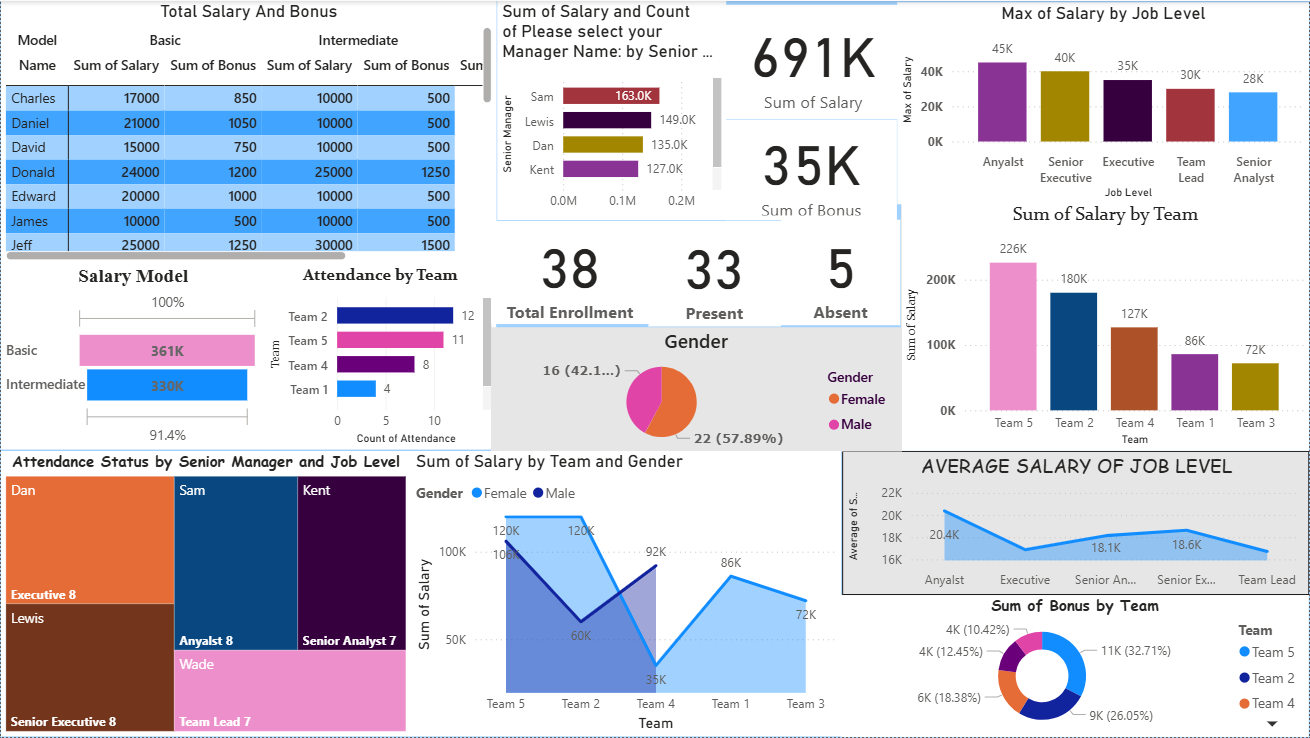 Total Salary And Bonus
Model Basic Intermediate
Name Sum of Salary Sum of Bonus Sum of Salary Sum of Bonus Sun
Charles 17000 850 10000 500
Daniel 21000 1050 10000 500
David 15000 750 10000 500
Donald 24000 1200 25000 1250
Edward 20000 1000 10000 500
James 10000 500 10000 500
Jeff 25000 1250 30000 1500
Sum of Salary and Count
of Please select your
Manager Name: by Senior ...
Senior Manager
Sam 163.0K
Lewis 149.0K
Dan 135.0K
Kent 127.0K
0.0M 0.1M 0.2M
691K
Sum of Salary
35K
Sum of Bonus
Max of Salary by Job Level
Max of Salary
40K
20K
0K
45K 40K 35K 30K 28K
Anyalst Senior Executive Team Senior
Executive Lead Analyst
Job Level
Salary Model
100%
Basic 361K
Intermediate 330K
91.4%
Attendance by Team
Team
Team 2 12
Team 5 11
Team 4 8
Team 1 4
0 5 10
Count of Attendance
38 33 5
Total Enrollment Present Absent
Gender
16 (42.1...)
22 (57.89%)
Gender
Female
Male
Sum of Salary by Team
Sum of Salary
200K
100K
0K
226K 180K 127K 86K 72K
Team 5 Team 2 Team 4 Team 1 Team 3
Team
Attendance Status by Senior Manager and Job Level
Dan
Executive 8
Lewis
Senior Executive 8
Sam
Anyalst 8
Kent
Senior Analyst 7
Wade
Team Lead 7
Sum of Salary by Team and Gender
Gender Female Male
Sum of Salary
100K
50K
120K 120K 35K 86K 72K
106K 60K 92K
Team 5 Team 2 Team 4 Team 1 Team 3
Team
AVERAGE SALARY OF JOB LEVEL
Average of S...
22K
20K
18K
16K
20.4K 18.1K 18.6K
Anyalst Executive Senior An... Senior Ex... Team Lead
Sum of Bonus by Team
4K (10.42%)
4K (12.45%)
6K (18.38%)
11K (32.71%)
9K (26.05%)
Team
Team 5
Team 2
Team 4